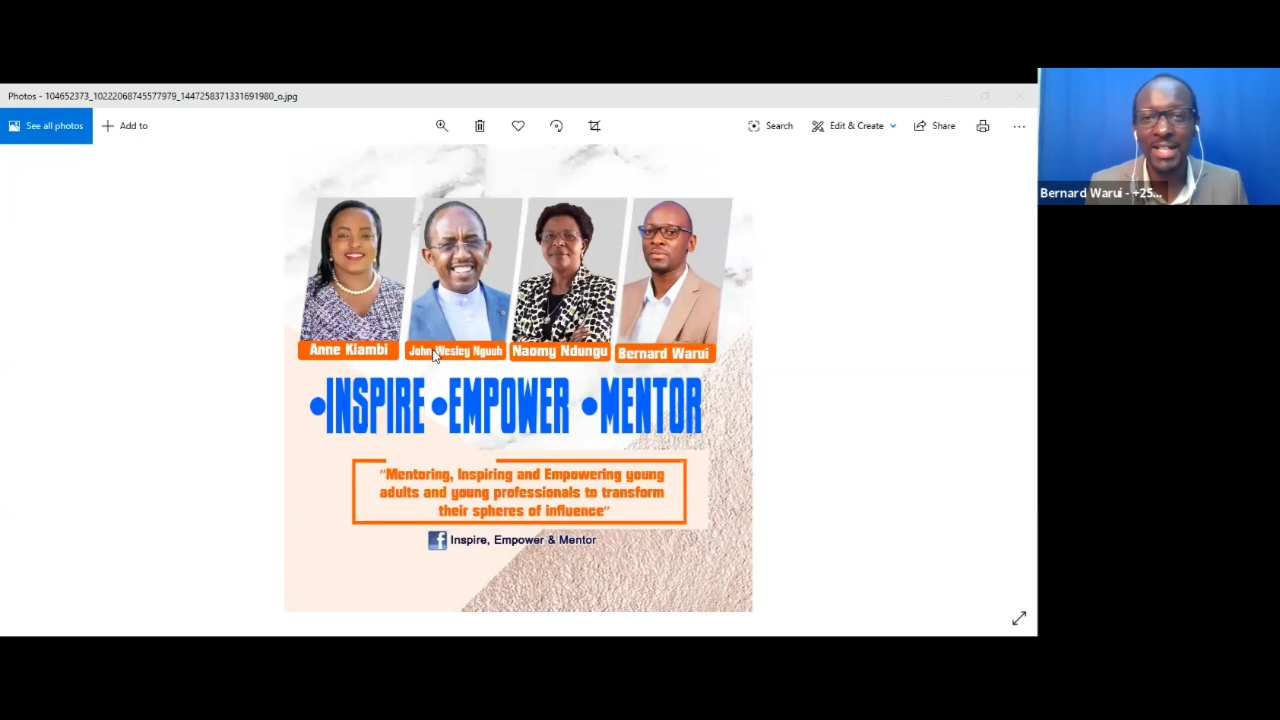 Photos - 104652373_10222068745577979_1447258371331691980_o.jpg
See all photos
Add to
Search
Edit & Create
Share
Bernard Warui - +25...
Anne Kiambi
John Wesley Nguuh
Naomy Ndungu
Bernard Warui
•INSPIRE •EMPOWER •MENTOR
"Mentoring, Inspiring and Empowering young
adults and young professionals to transform
their spheres of influence"
f Inspire, Empower & Mentor